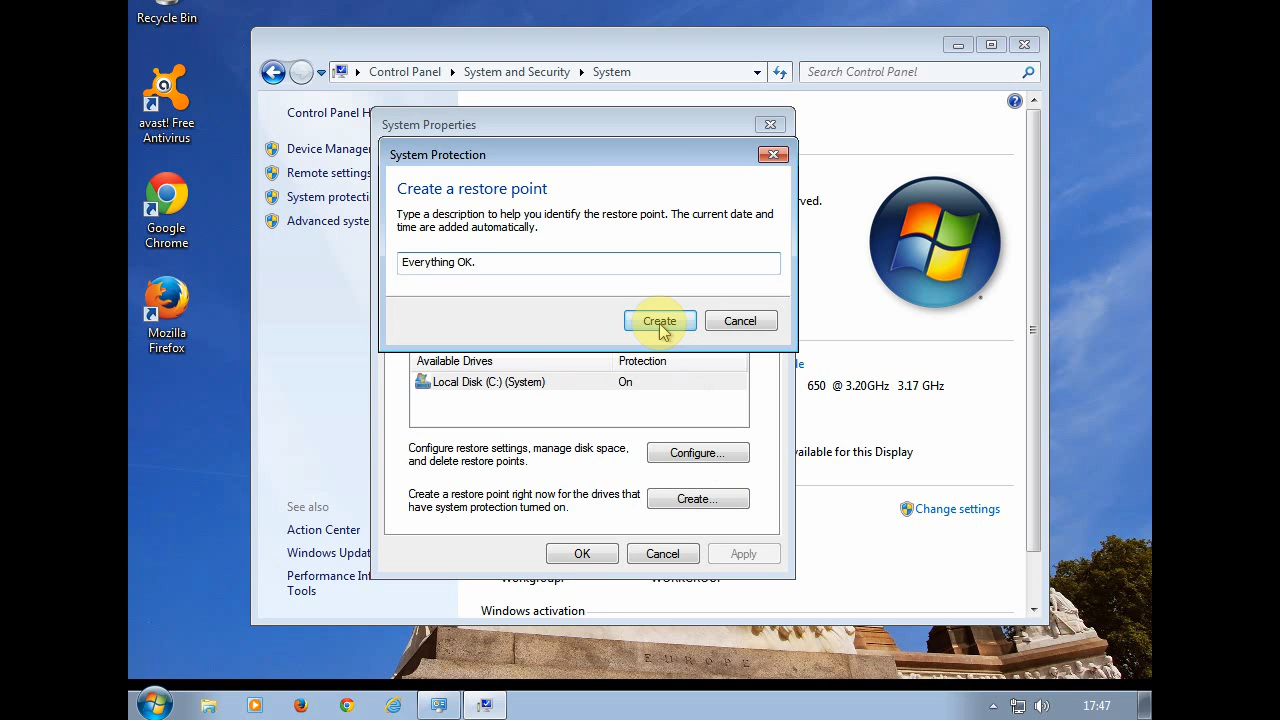 Recycle Bin
avast! Free
Antivirus
Google
Chrome
Mozilla
Firefox
Control Panel
System and Security
System
Search Control Panel
Control Panel H
Device Manager
Remote settings
System protecti
Advanced syste
See also
Action Center
Windows Updat
Performance Inf
Tools
System Properties
System Protection
Create a restore point
Type a description to help you identify the restore point. The current date and
time are added automatically.
Everything OK.
Create
Cancel
Available Drives
Protection
Local Disk (C:) (System)
On
Configure restore settings, manage disk space,
and delete restore points.
Configure...
Create a restore point right now for the drives that
have system protection turned on.
Create...
OK
Cancel
Apply
rved.
le
650 @ 3.20GHz 3.17 GHz
vailable for this Display
Change settings
Workgroup:
WORKGROUP
Windows activation
EUROPE
17:47